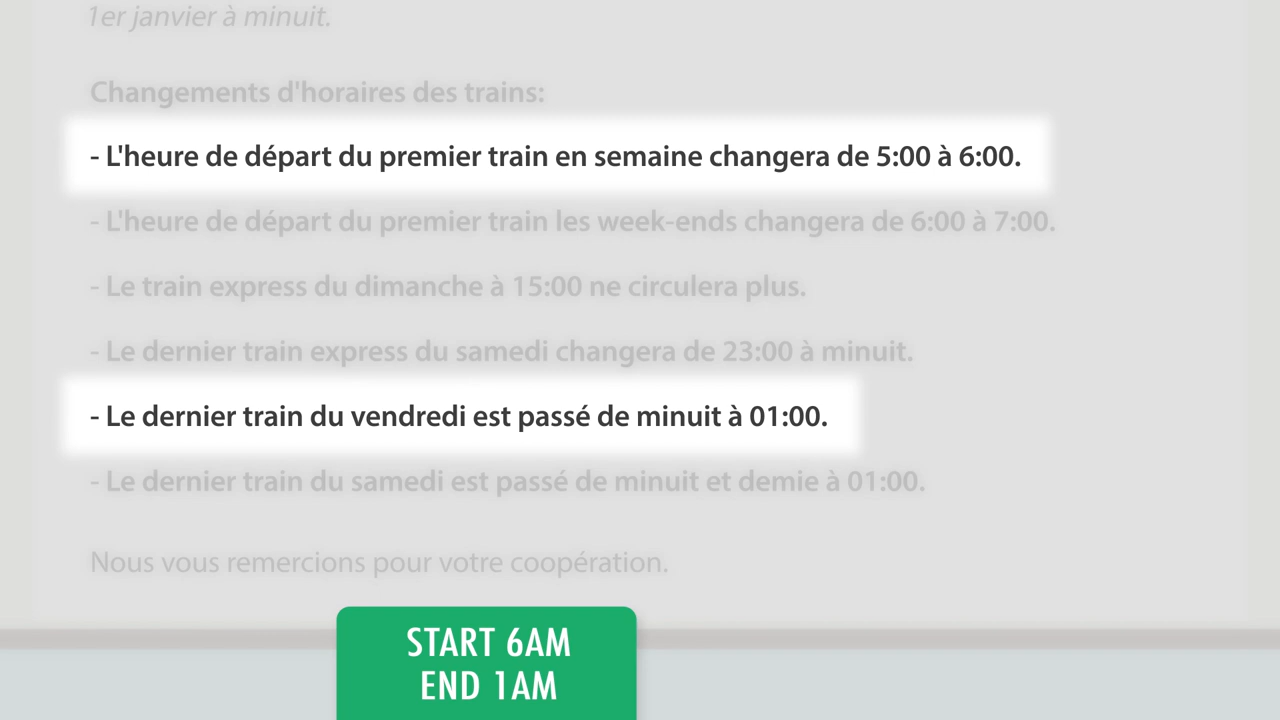 1er janvier à minuit.
Changements d'horaires des trains:
- L'heure de départ du premier train en semaine changera de 5:00 à 6:00.
- L'heure de départ du premier train les week-ends changera de 6:00 à 7:00.
- Le train express du dimanche à 15:00 ne circulera plus.
- Le dernier train express du samedi changera de 23:00 à minuit.
- Le dernier train du vendredi est passé de minuit à 01:00.
- Le dernier train du samedi est passé de minuit et demie à 01:00.
Nous vous remercions pour votre coopération.
START 6AM
END 1AM